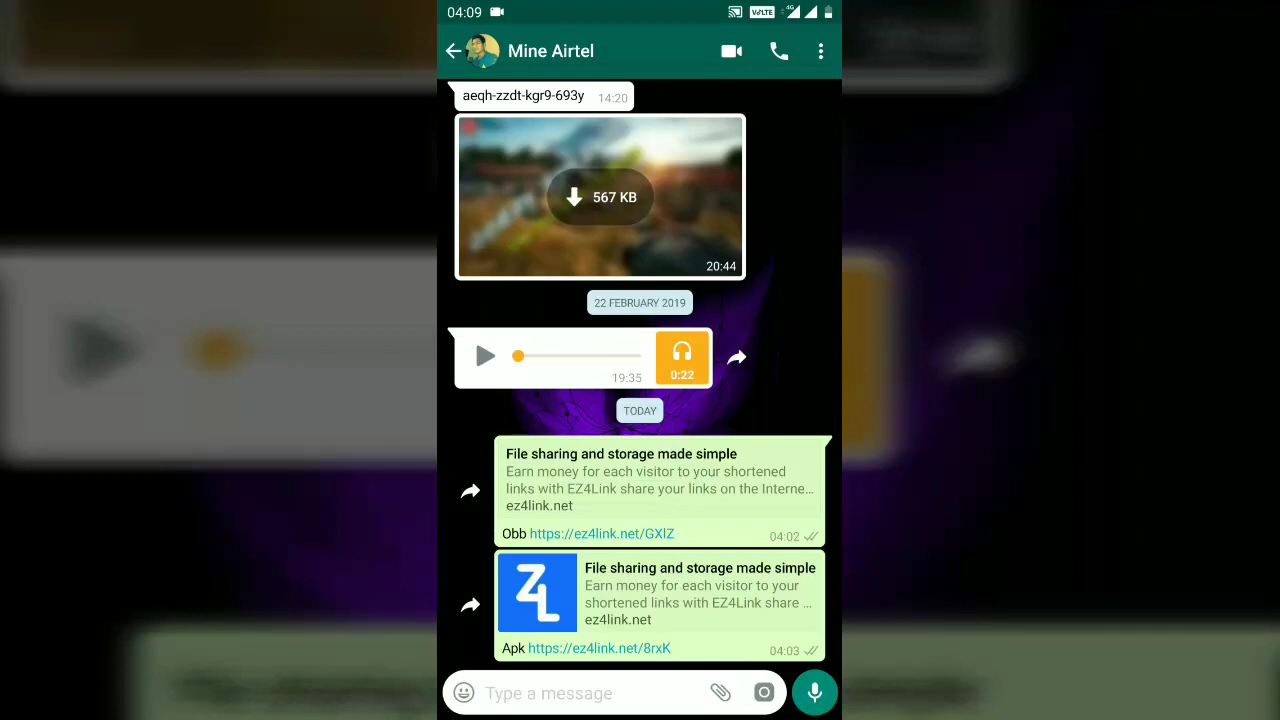 04:09
VoLTE
4G
Mine Airtel
aeqh-zzdt-kgr9-693y 14:20
567 KB
20:44
22 FEBRUARY 2019
0:22
19:35
TODAY
File sharing and storage made simple
Earn money for each visitor to your shortened
links with EZ4Link share your links on the Interne...
ez4link.net
Obb https://ez4link.net/GXlZ 04:02
File sharing and storage made simple
Earn money for each visitor to your
shortened links with EZ4Link share ...
ez4link.net
Apk https://ez4link.net/8rxK 04:03
Type a message